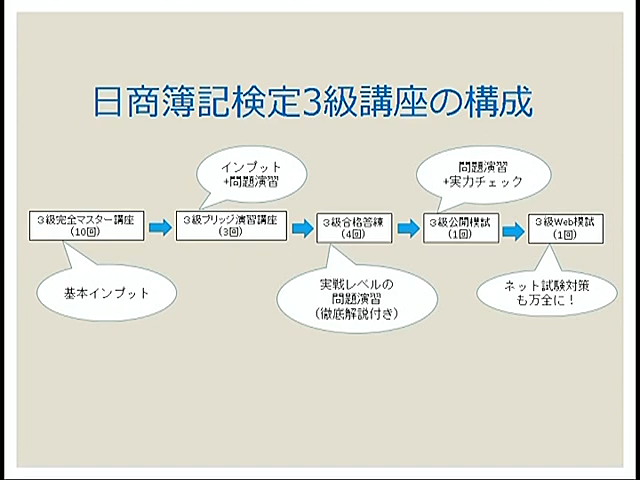 日商簿記検定3級講座の構成
インプット
+問題演習
問題演習
+実力チェック
3級完全マスター講座
(10回)
3級ブリッジ演習講座
(3回)
3級合格答練
(4回)
3級公開模試
(1回)
3級Web模試
(1回)
基本インプット
実戦レベルの
問題演習
(徹底解説付き)
ネット試験対策
も万全に!